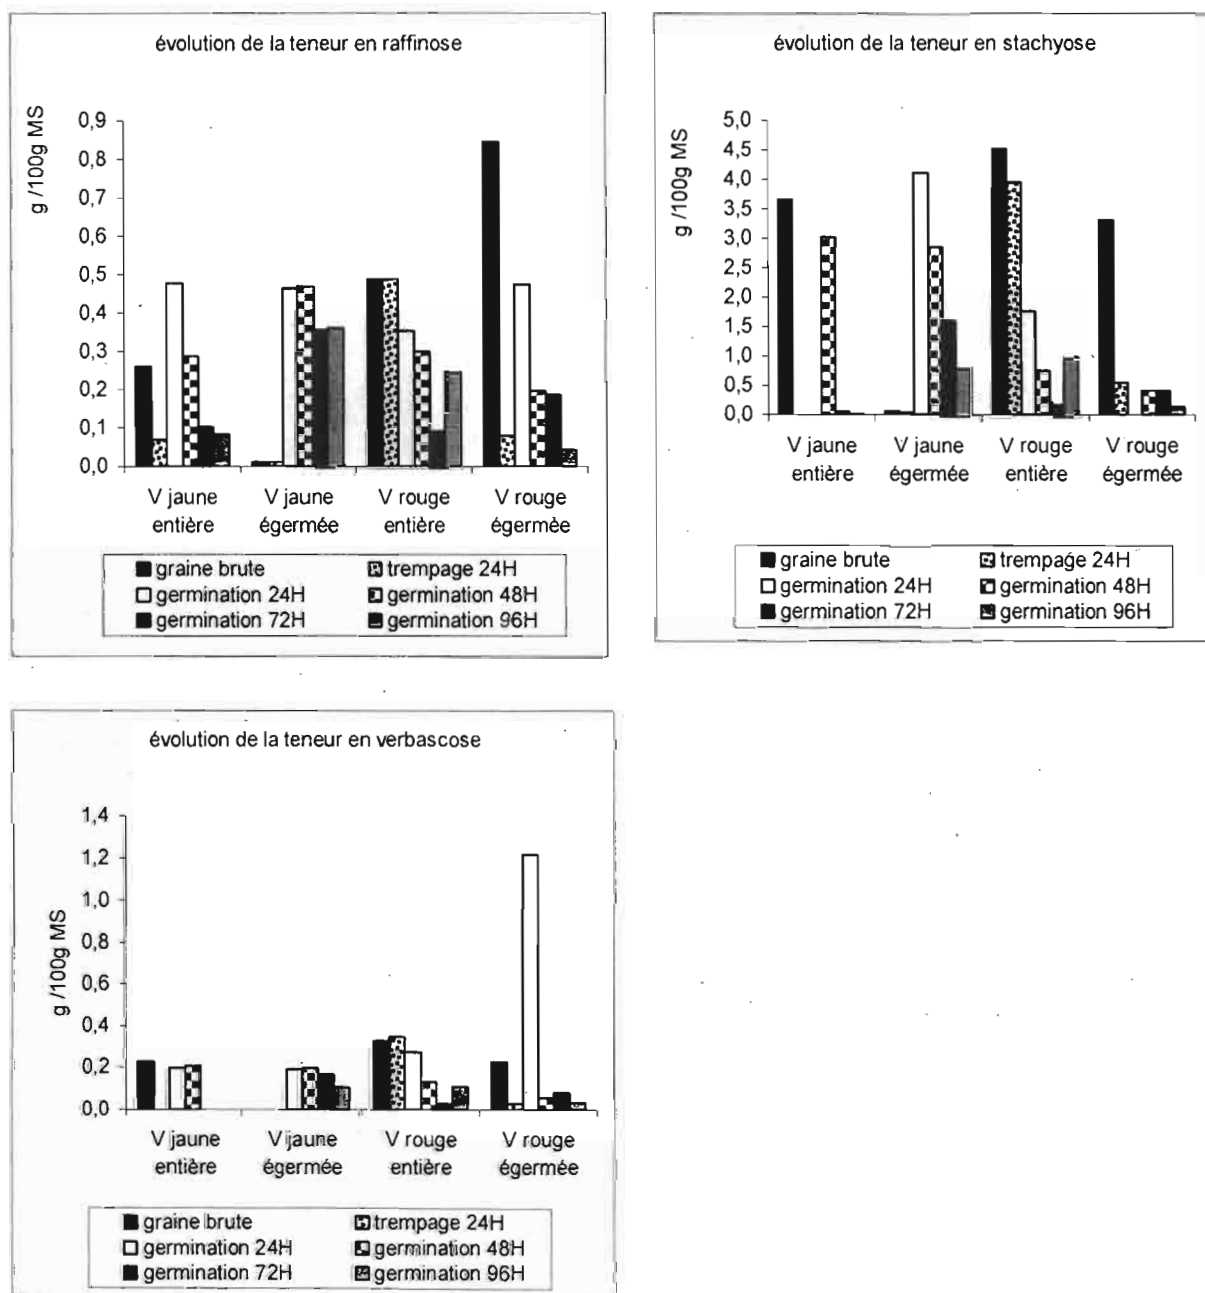 évolution de la teneur en raffinose
g /100g MS
0,9
0,8
0,7
0,6
0,5
0,4
0,3
0,2
0,1
0,0
V jaune entière
V jaune égermée
V rouge entière
V rouge égermèe
graine brute
trempage 24H
germination 24H
germination 48H
germination 72H
germination 96H
évolution de la teneur en stachyose
g /100g MS
5,0
4,5
4,0
3,5
3,0
2,5
2,0
1,5
1,0
0,5
0,0
V jaune entière
V jaune égermée
V rouge entière
V rouge égermée
graine brute
trempage 24H
germination 24H
germination 48H
germination 72H
germination 96H
évolution de la teneur en verbascose
g /100g MS
1,4
1,2
1,0
0,8
0,6
0,4
0,2
0,0
V jaune entière
V jaune égermée
V rouge entière
V rouge égermée
graine brute
trempage 24H
germination 24H
germination 48H
germination 72H
germination 96H